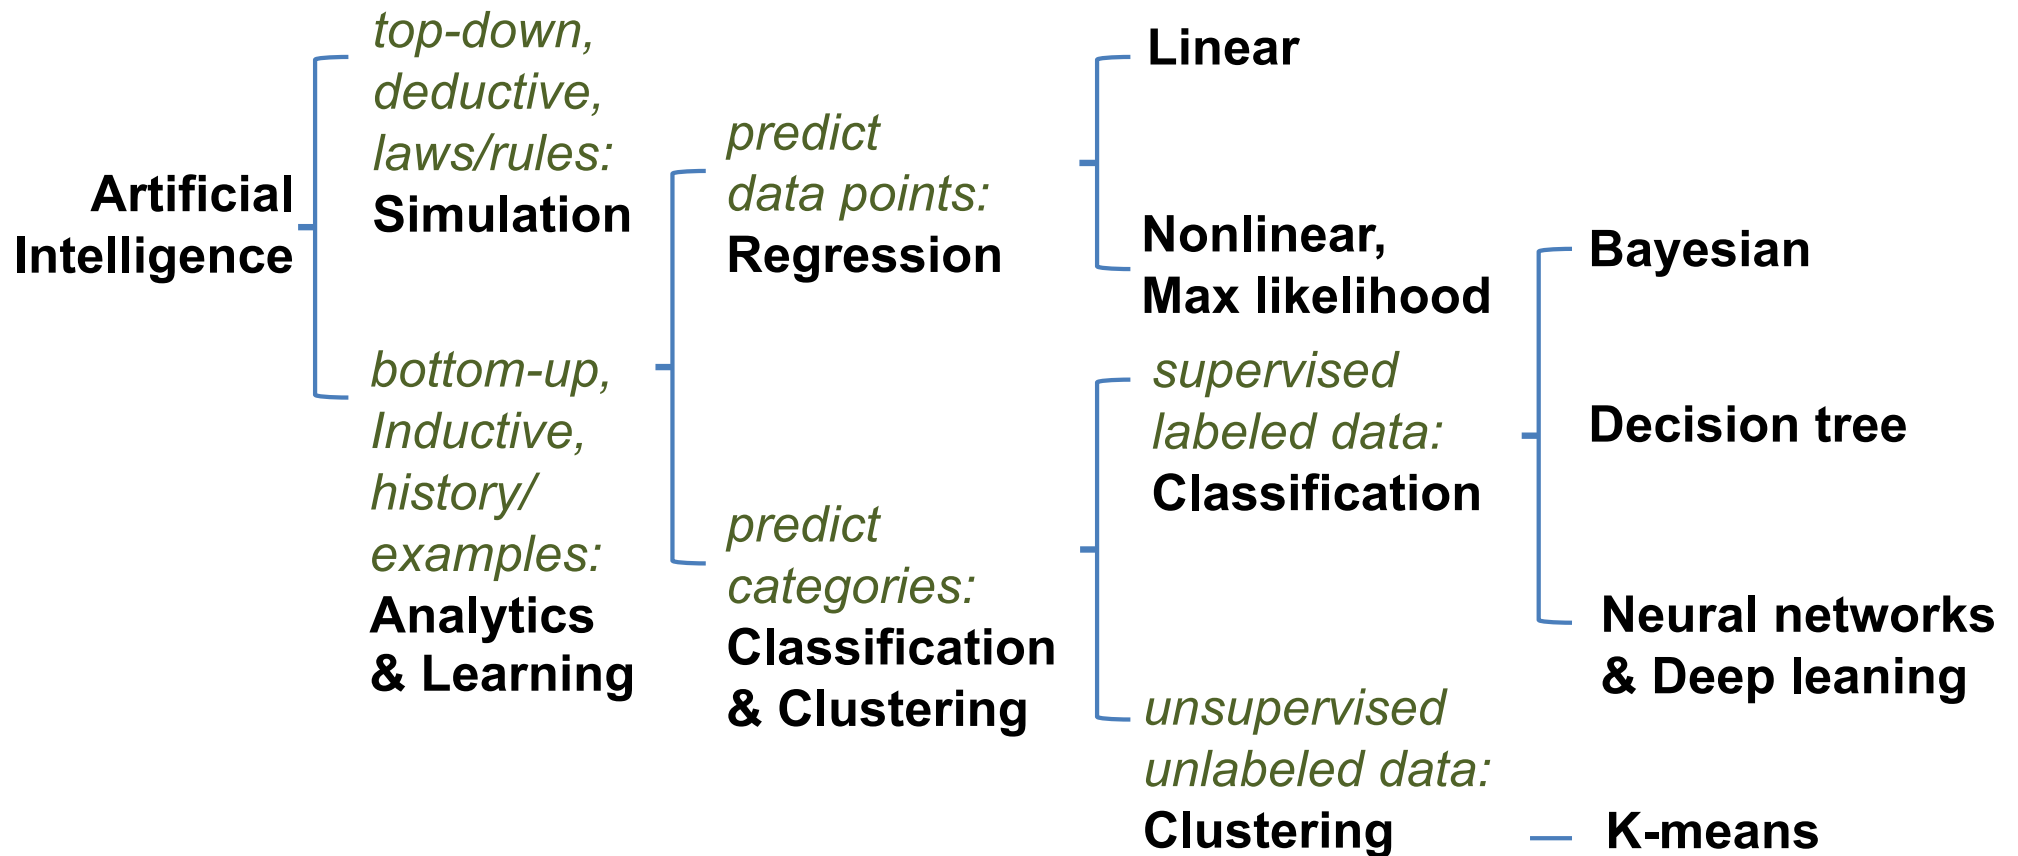 Artificial
Intelligence
top-down,
deductive,
laws/rules:
Simulation
bottom-up,
Inductive,
history/
examples:
Analytics
& Learning
predict
data points:
Regression
predict
categories:
Classification
& Clustering
Linear
Nonlinear,
Max likelihood
supervised
labeled data:
Classification
unsupervised
unlabeled data:
Clustering
Bayesian
Decision tree
Neural networks
& Deep leaning
K-means